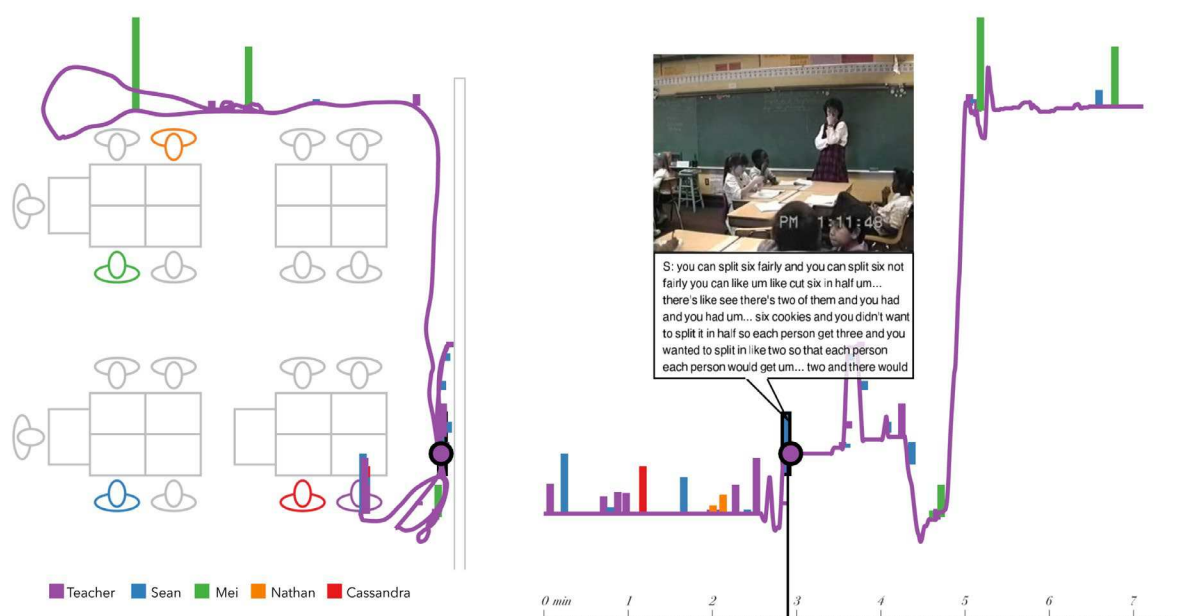 PM 1:11:48
S: you can split six fairly and you can split six not
fairly you can like um like cut six in half um...
there's like see there's two of them and you had
and you had um... six cookies and you didn't want
to split it in half so each person get three and you
wanted to split in like two so that each person
each person would get um... two and there would
Teacher Sean Mei Nathan Cassandra
0 min 1 2 3 4 5 6 7